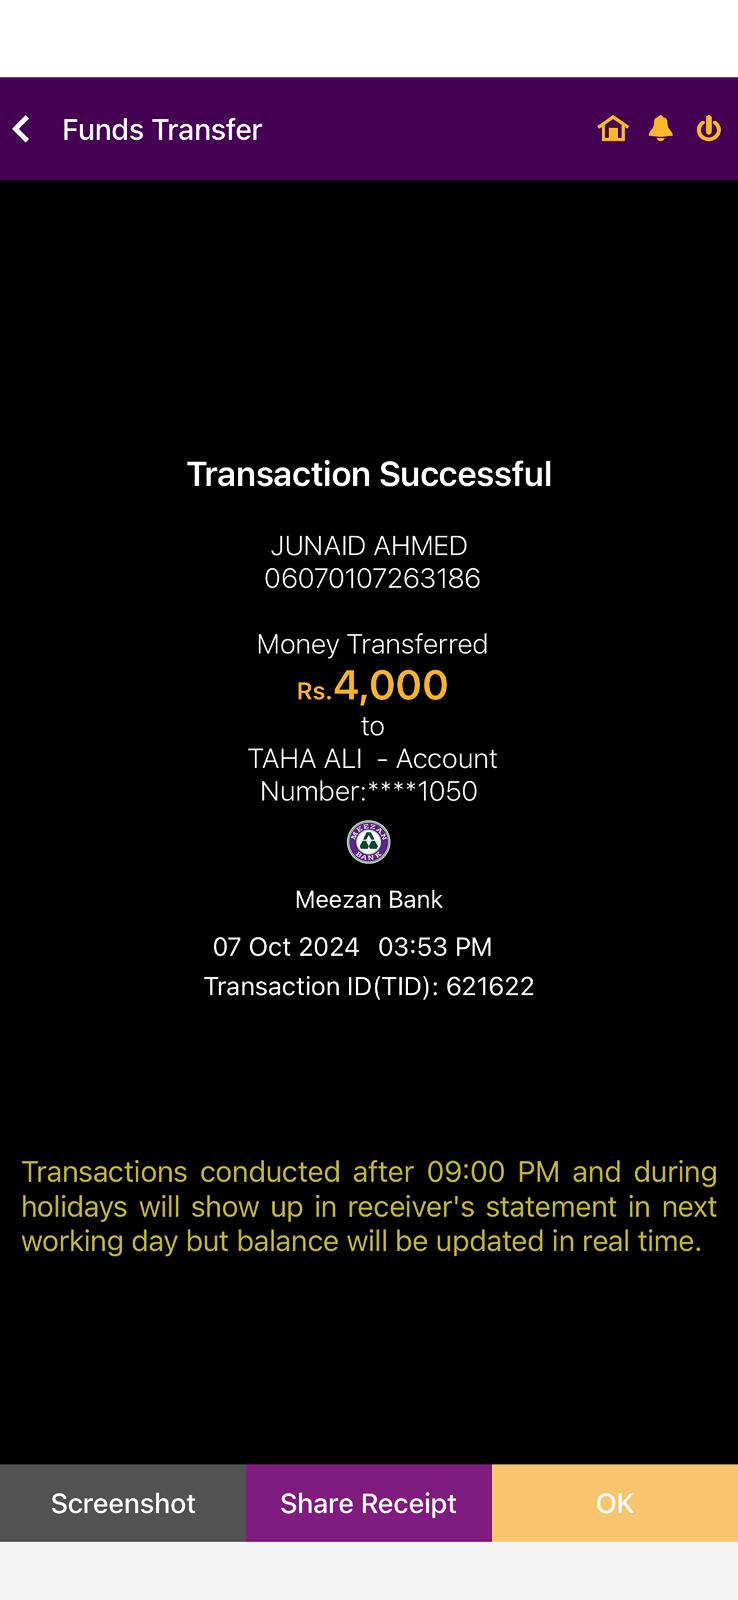 Funds Transfer
Transaction Successful
JUNAID AHMED
06070107263186
Money Transferred
Rs.4,000
to
TAHA ALI  - Account
Number:****1050
MEEZAN
BANK
Meezan Bank
07 Oct 2024  03:53 PM
Transaction ID(TID): 621622
Transactions conducted after 09:00 PM and during
holidays will show up in receiver's statement in next
working day but balance will be updated in real time.
Screenshot
Share Receipt
OK